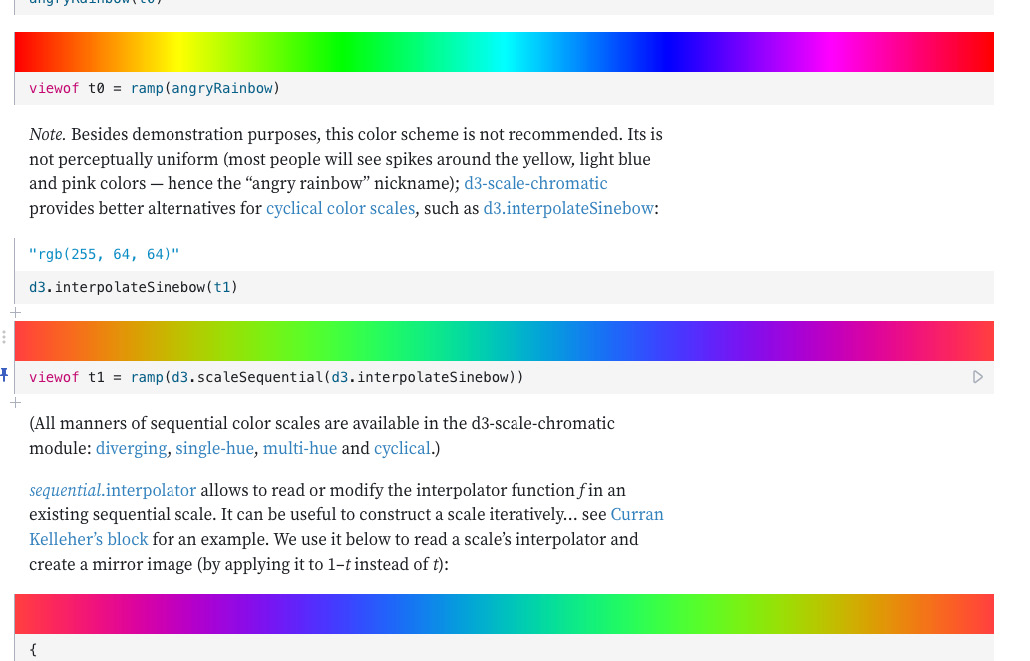 angryRainbow(t0)
viewof t0 = ramp(angryRainbow)
Note. Besides demonstration purposes, this color scheme is not recommended. Its is
not perceptually uniform (most people will see spikes around the yellow, light blue
and pink colors — hence the “angry rainbow” nickname); d3-scale-chromatic
provides better alternatives for cyclical color scales, such as d3.interpolateSinebow:
"rgb(255, 64, 64)"
d3.interpolateSinebow(t1)
viewof t1 = ramp(d3.scaleSequential(d3.interpolateSinebow))
(All manners of sequential color scales are available in the d3-scale-chromatic
module: diverging, single-hue, multi-hue and cyclical.)
sequential.interpolator allows to read or modify the interpolator function f in an
existing sequential scale. It can be useful to construct a scale iteratively… see Curran
Kelleher’s block for an example. We use it below to read a scale’s interpolator and
create a mirror image (by applying it to 1–t instead of t):
{